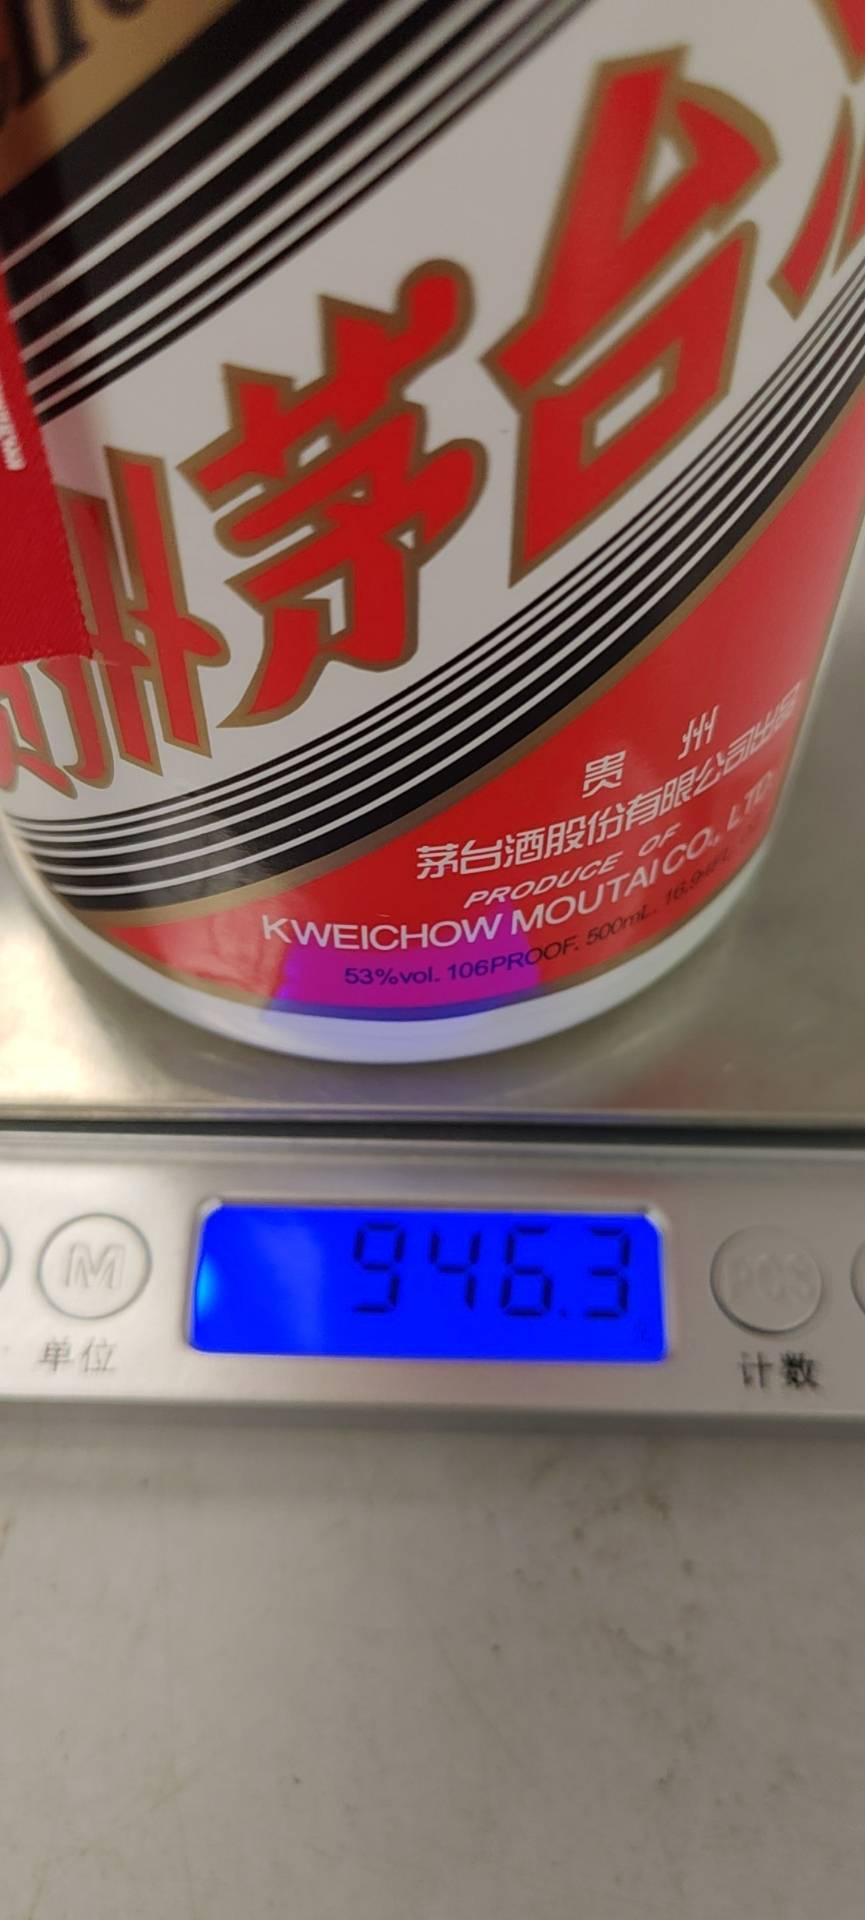 州茅台
贵 州
茅台酒股份有限公司出品
PRODUCE OF
KWEICHOW MOUTAI CO., LTD.
53%vol. 106PROOF. 500mL.
946.3
M
PCS
单位
计数